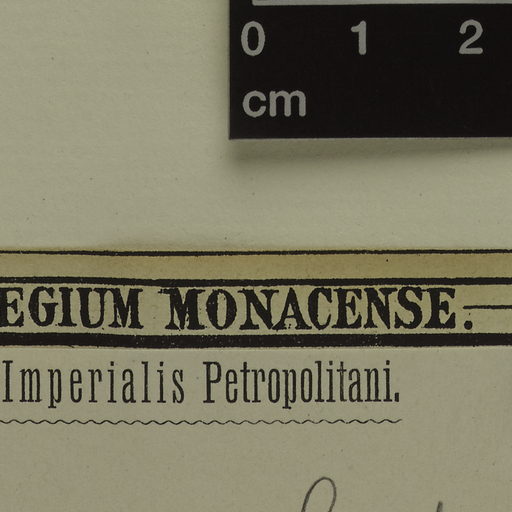 0 1 2
cm
EGIUM MONACENSE.
Imperialis Petropolitani.